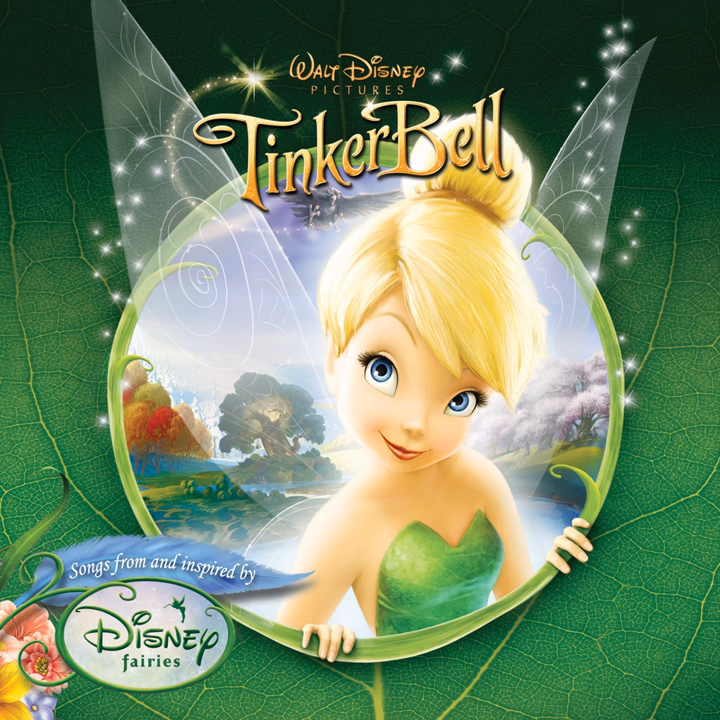 WALT DISNEY
PICTURES
TinkerBell
Songs from and inspired by
DISNEY
fairies